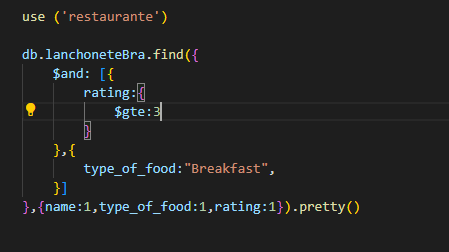 use ('restaurante')
db.lanchoneteBra.find({
$and: [{
rating:{
$gte:3
}
},{
type_of_food:"Breakfast",
}]
},{name:1,type_of_food:1,rating:1}).pretty()